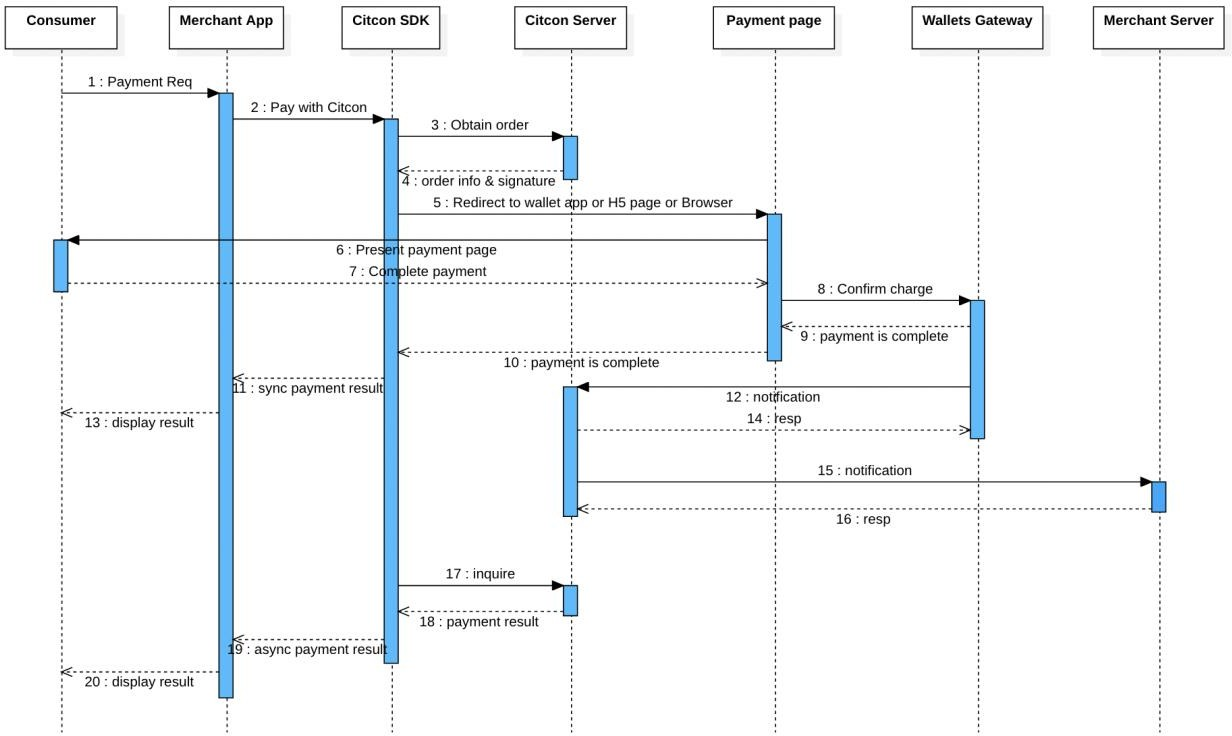 Consumer
Merchant App
Citcon SDK
Citcon Server
Payment page
Wallets Gateway
Merchant Server
1 : Payment Req
2 : Pay with Citcon
3 : Obtain order
4 : order info & signature
5 : Redirect to wallet app or H5 page or Browser
6 : Present payment page
7 : Complete payment
8 : Confirm charge
9 : payment is complete
10 : payment is complete
11 : sync payment result
12 : notification
13 : display result
14 : resp
15 : notification
16 : resp
17 : inquire
18 : payment result
19 : async payment result
20 : display result